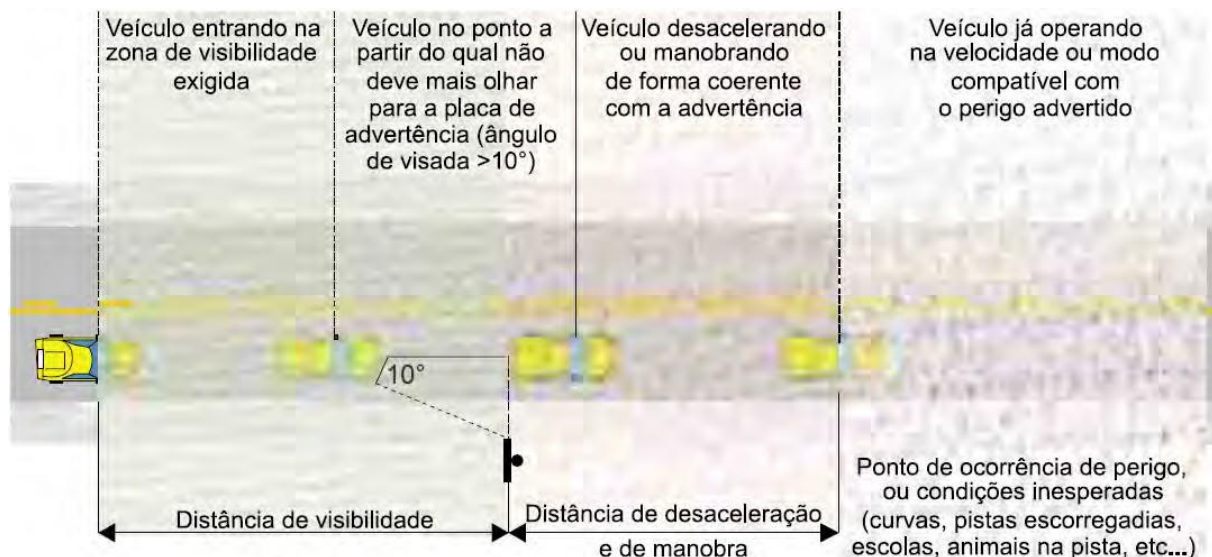 Veículo entrando na
zona de visibilidade
exigida
Veículo no ponto a
partir do qual não
deve mais olhar
para a placa de
advertência (ângulo
de visada >10°)
Veículo desacelerando
ou manobrando
de forma coerente
com a advertência
Veículo já operando
na velocidade ou modo
compatível com
o perigo advertido
10°
Distância de visibilidade
Distância de desaceleração
e de manobra
Ponto de ocorrência de perigo,
ou condições inesperadas
(curvas, pistas escorregadias,
escolas, animais na pista, etc...)